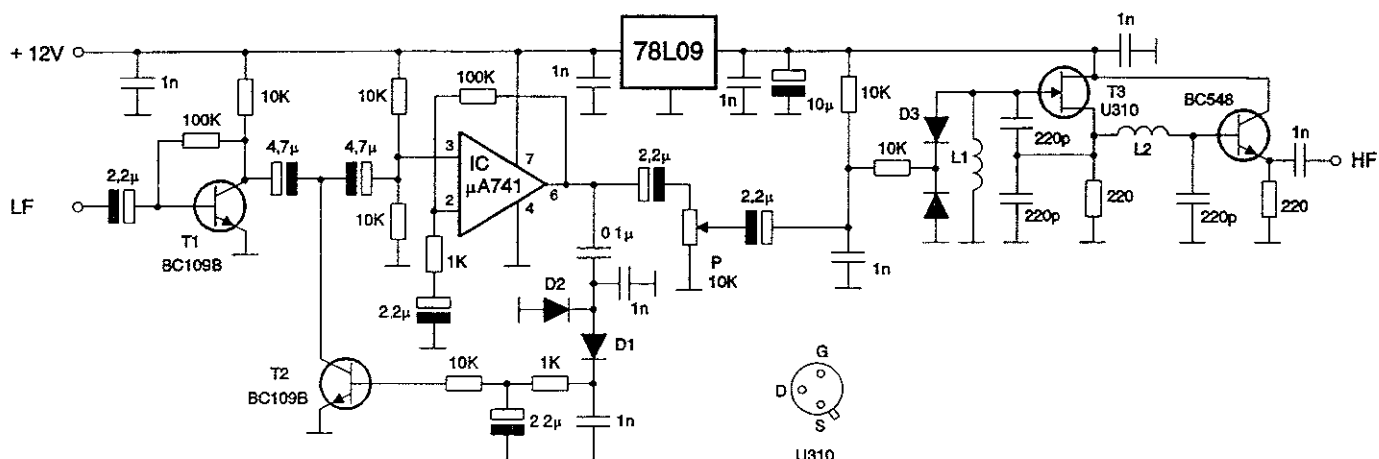 + 12V
1n
10K
100K
2,2µ
LF
T1
BC109B
4,7µ
4,7µ
10K
10K
100K
3
2
IC
µA741
7
4
6
1K
2,2µ
1n
78L09
1n
10µ
2,2µ
P
10K
2,2µ
0 1µ
1n
D2
D1
T2
BC109B
10K
1K
2 2µ
1n
10K
10K
1n
D3
L1
220p
220p
T3
U310
1n
L2
220
220p
BC548
220
1n
HF
G
D
S
U310